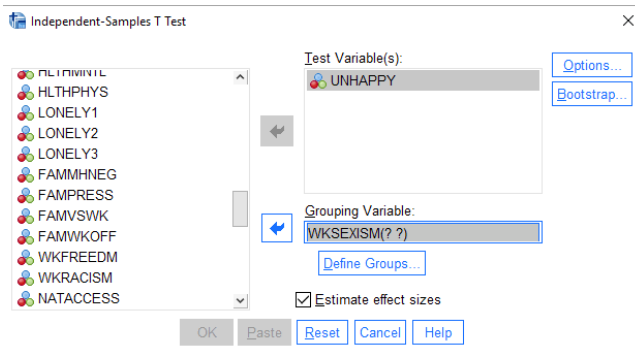 Independent-Samples T Test
HLTHMNTL
HLTHPHYS
LONELY1
LONELY2
LONELY3
FAMMHNEG
FAMPRESS
FAMVSWK
FAMWKOFF
WKFREEDM
WKRACISM
NATACCESS
Test Variable(s):
UNHAPPY
Grouping Variable:
WKSEXISM(? ?)
Define Groups...
Estimate effect sizes
Options...
Bootstrap...
OK Paste Reset Cancel Help